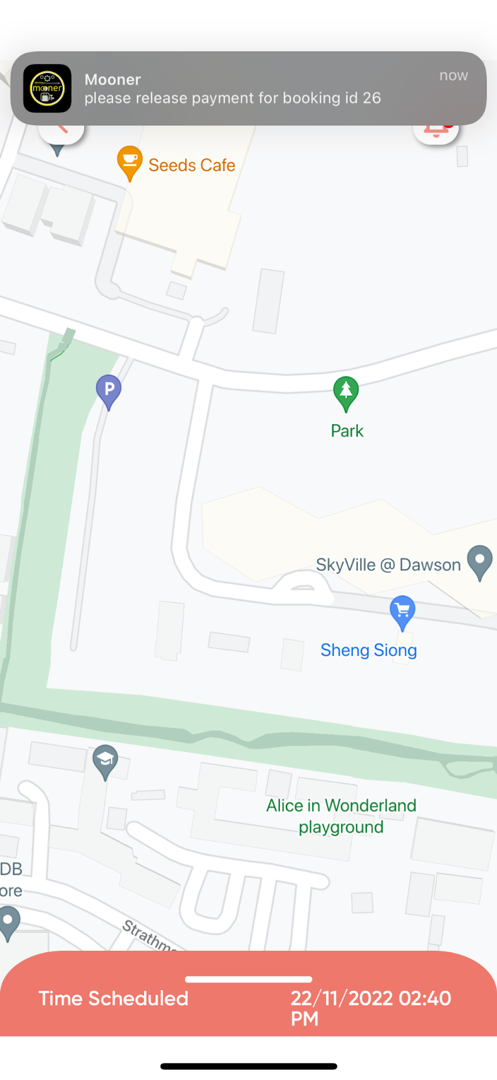 Mooner
now
please release payment for booking id 26
mooner
Seeds Cafe
P
Park
SkyVille @ Dawson
Sheng Siong
Alice in Wonderland
playground
DB
ore
Strathm
Time Scheduled
22/11/2022 02:40
PM